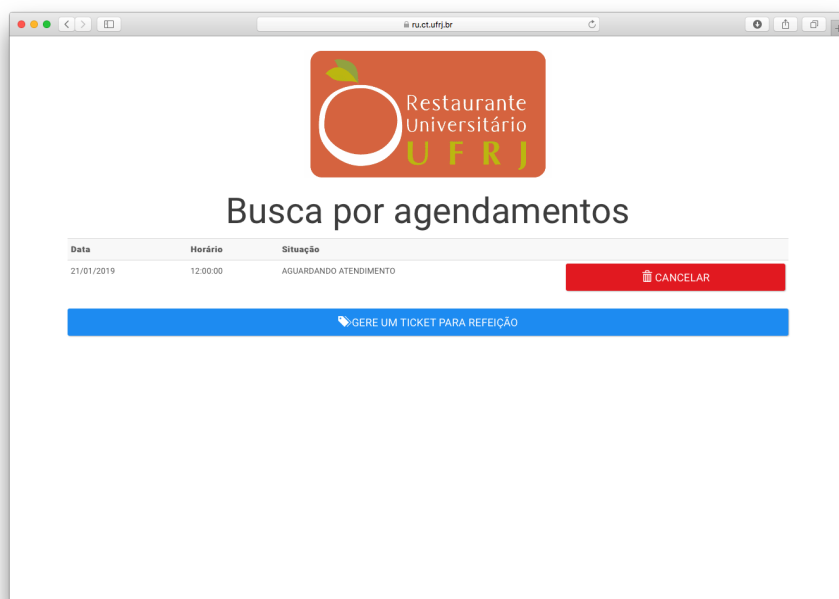 ru.ct.ufrj.br
Restaurante
Universitário
UFRJ
Busca por agendamentos
Data Horário Situação
21/01/2019 12:00:00 AGUARDANDO ATENDIMENTO CANCELAR
GERE UM TICKET PARA REFEIÇÃO